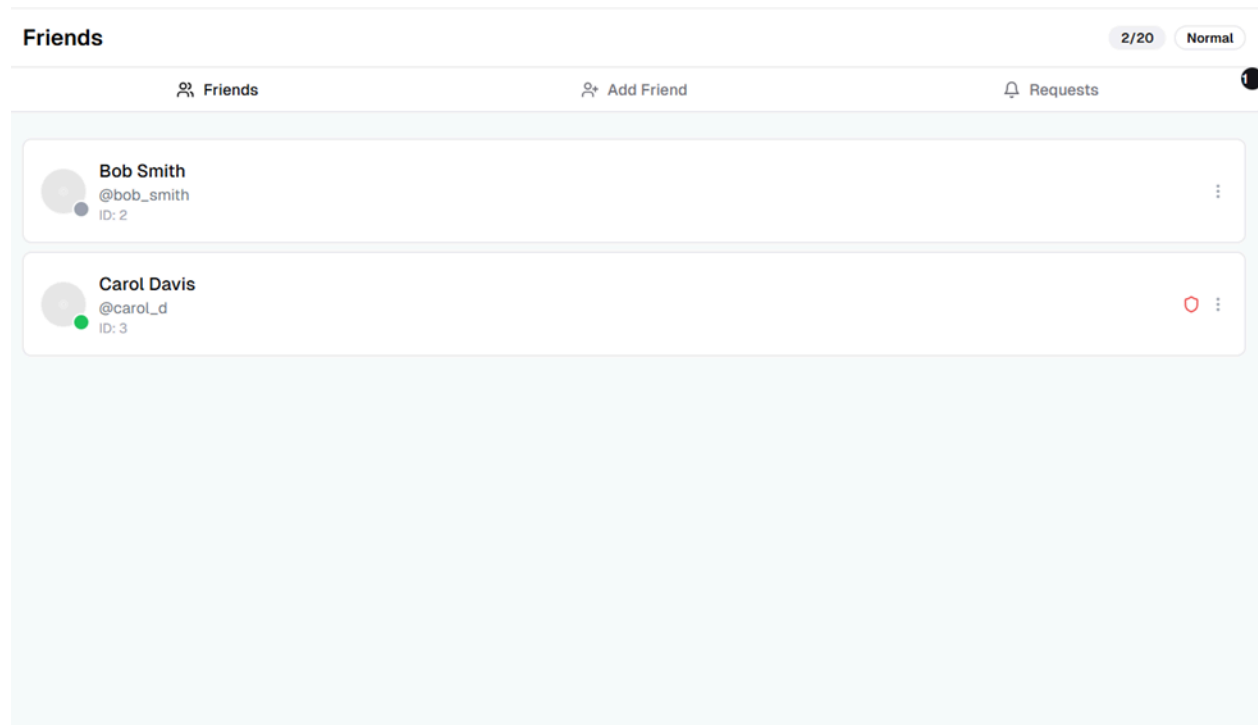 Friends
2/20
Normal
Friends
Add Friend
Requests
1
Bob Smith
@bob_smith
ID: 2
Carol Davis
@carol_d
ID: 3